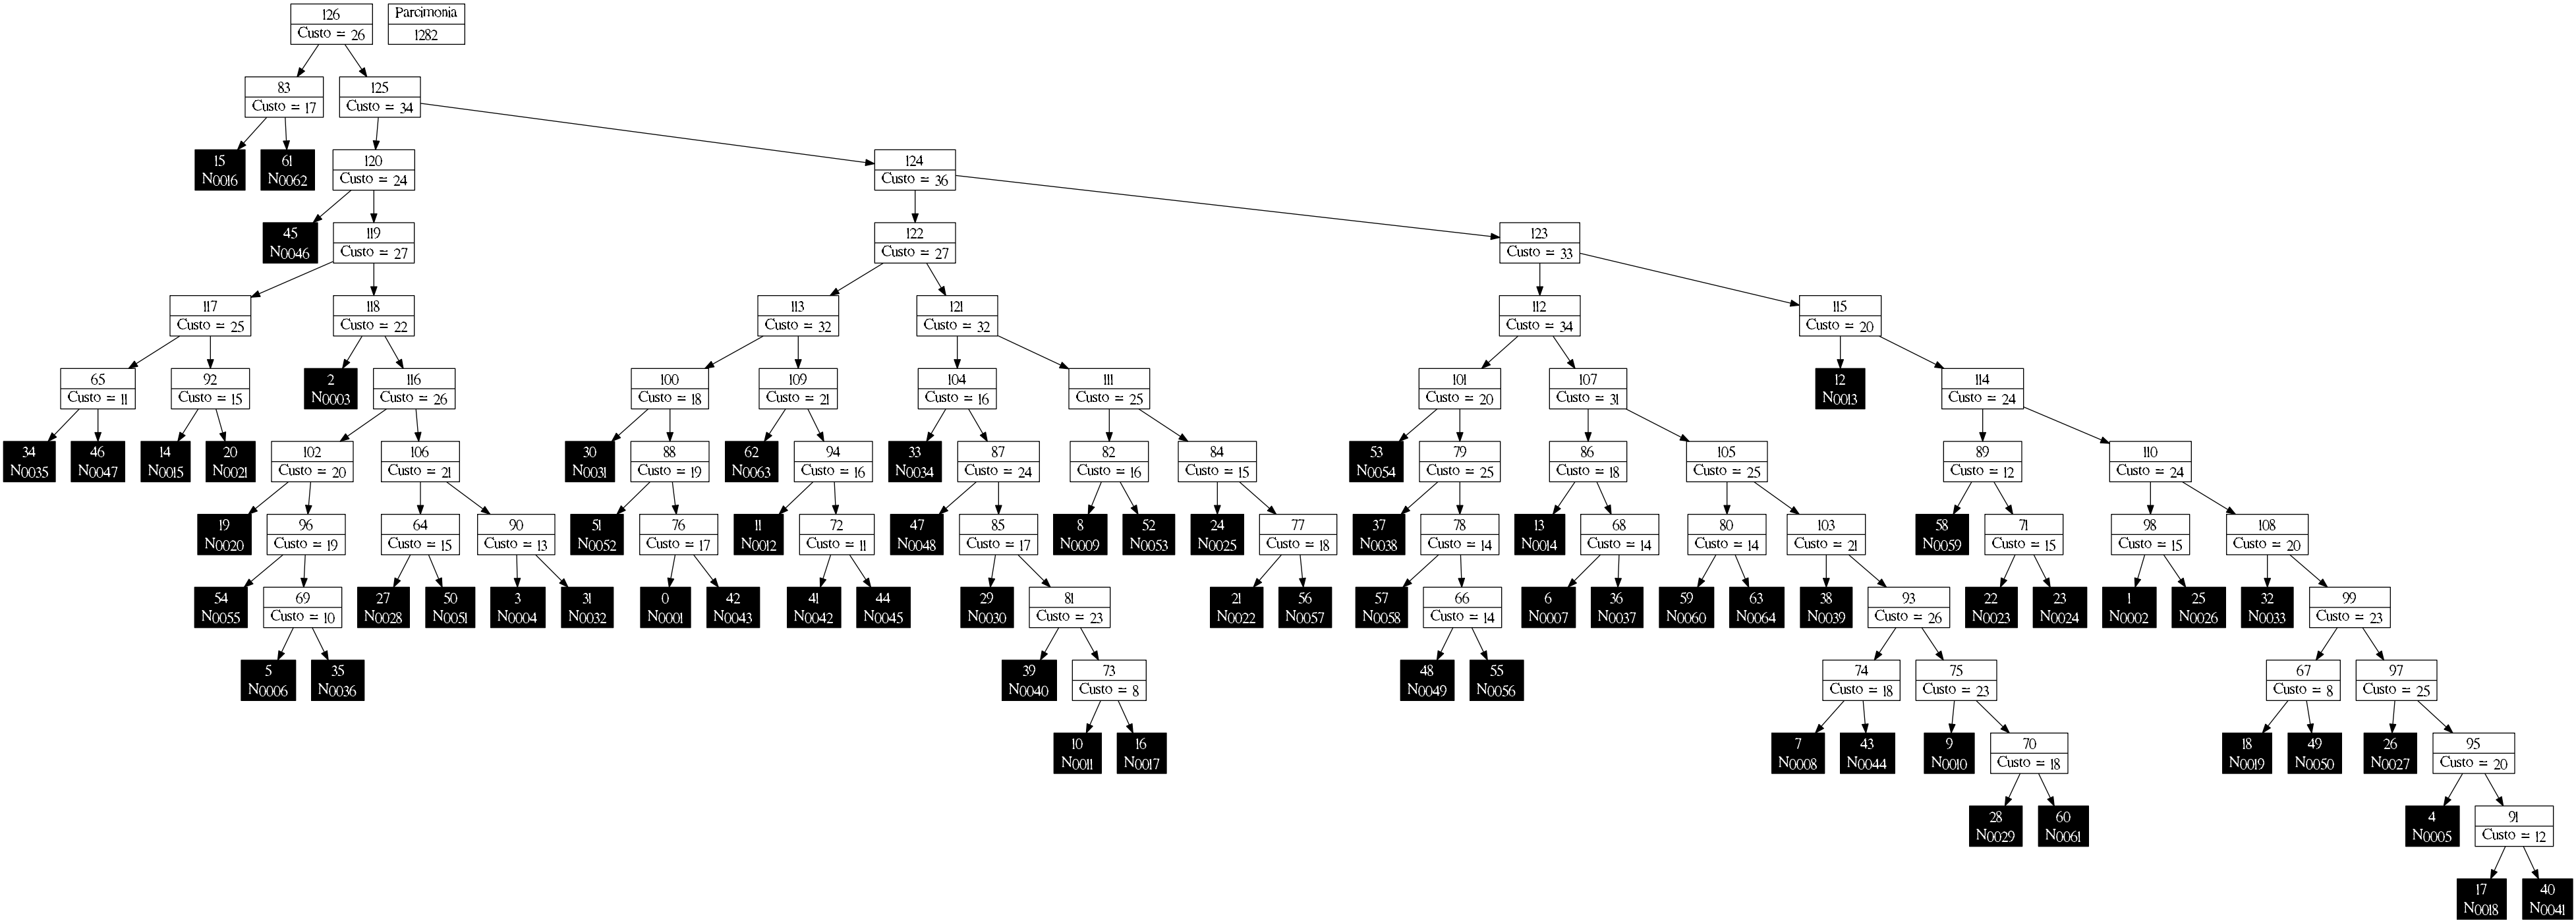 126
Custo = 26
Parcimonia
1282
83
Custo = 17
125
Custo = 34
15
N0016
61
N0062
120
Custo = 24
124
Custo = 36
45
N0046
119
Custo = 27
122
Custo = 27
123
Custo = 33
117
Custo = 25
118
Custo = 22
113
Custo = 32
121
Custo = 32
112
Custo = 34
115
Custo = 20
65
Custo = 11
92
Custo = 15
2
N0003
116
Custo = 26
100
Custo = 18
109
Custo = 21
104
Custo = 16
111
Custo = 25
101
Custo = 20
107
Custo = 31
12
N0013
114
Custo = 24
34
N0035
46
N0047
14
N0015
20
N0021
102
Custo = 20
106
Custo = 21
30
N0031
88
Custo = 19
62
N0063
94
Custo = 16
33
N0034
87
Custo = 24
82
Custo = 16
84
Custo = 15
53
N0054
79
Custo = 25
86
Custo = 18
105
Custo = 25
89
Custo = 12
110
Custo = 24
19
N0020
96
Custo = 19
64
Custo = 15
90
Custo = 13
51
N0052
76
Custo = 17
11
N0012
72
Custo = 11
47
N0048
85
Custo = 17
8
N0009
52
N0053
24
N0025
77
Custo = 18
37
N0038
78
Custo = 14
13
N0014
68
Custo = 14
80
Custo = 14
103
Custo = 21
58
N0059
71
Custo = 15
98
Custo = 15
108
Custo = 20
54
N0055
69
Custo = 10
27
N0028
50
N0051
3
N0004
31
N0032
0
N0001
42
N0043
41
N0042
44
N0045
29
N0030
81
Custo = 23
21
N0022
56
N0057
57
N0058
66
Custo = 14
6
N0007
36
N0037
59
N0060
63
N0064
38
N0039
93
Custo = 26
22
N0023
23
N0024
1
N0002
25
N0026
32
N0033
99
Custo = 23
5
N0006
35
N0036
39
N0040
73
Custo = 8
48
N0049
55
N0056
74
Custo = 18
75
Custo = 23
67
Custo = 8
97
Custo = 25
10
N0011
16
N0017
7
N0008
43
N0044
9
N0010
70
Custo = 18
18
N0019
49
N0050
26
N0027
95
Custo = 20
28
N0029
60
N0061
4
N0005
91
Custo = 12
17
N0018
40
N0041